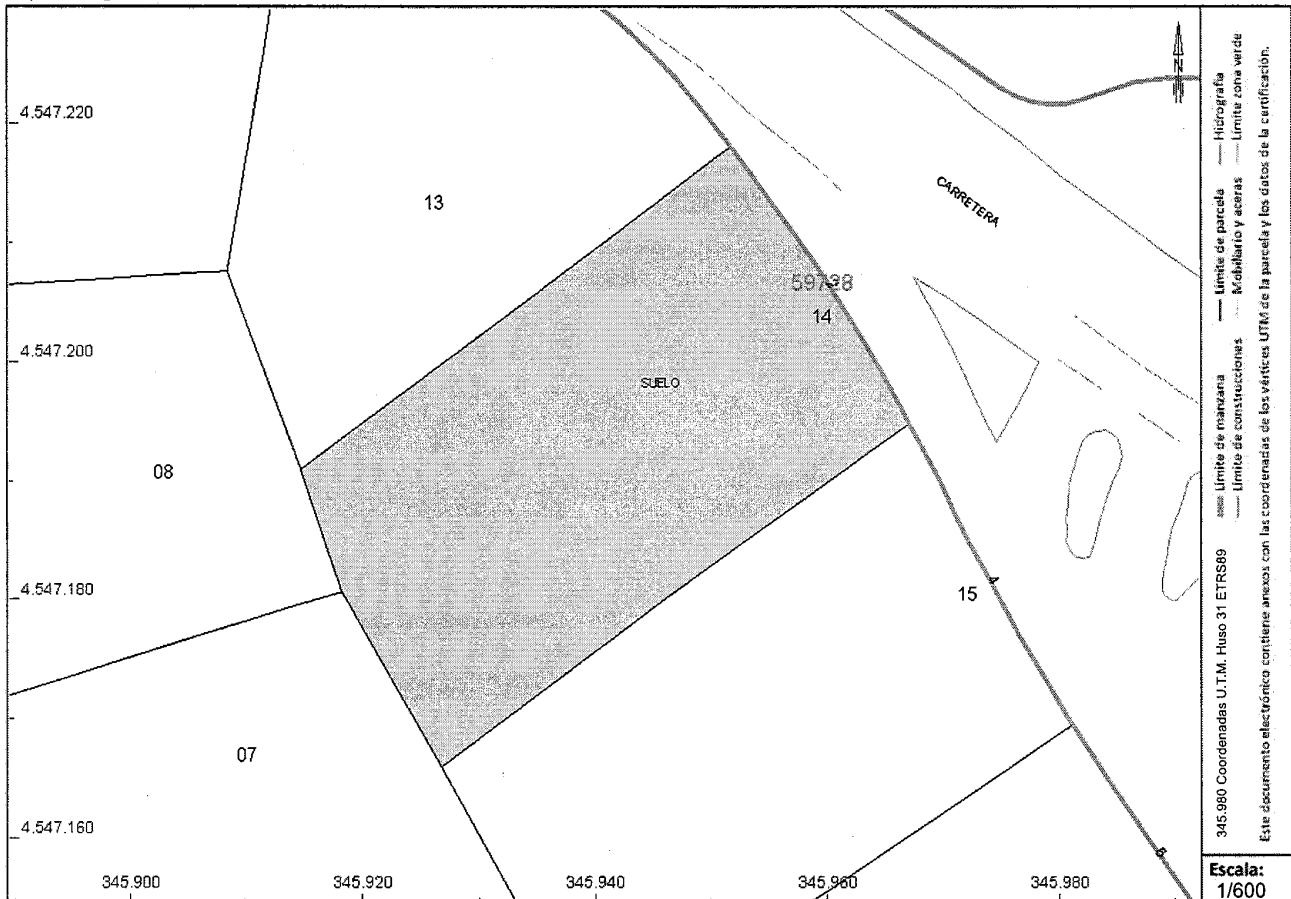 4.547.220
N
CARRETERA
13
59738
14
4.547.200
SUELO
08
4.547.180
15
4
07
4.547.160
6
345.900
345.920
345.940
345.960
345.980
345.980 Coordenadas U.T.M. Huso 31 ETRS89
Límite de manzana
Límite de parcela
Hidrografía
Límite de construcciones
Mobiliario y aceras
Límite zona verde
Este documento electrónico contiene anexos con las coordenadas de los vértices UTM de la parcela y los datos de la certificación.
Escala:
1/600